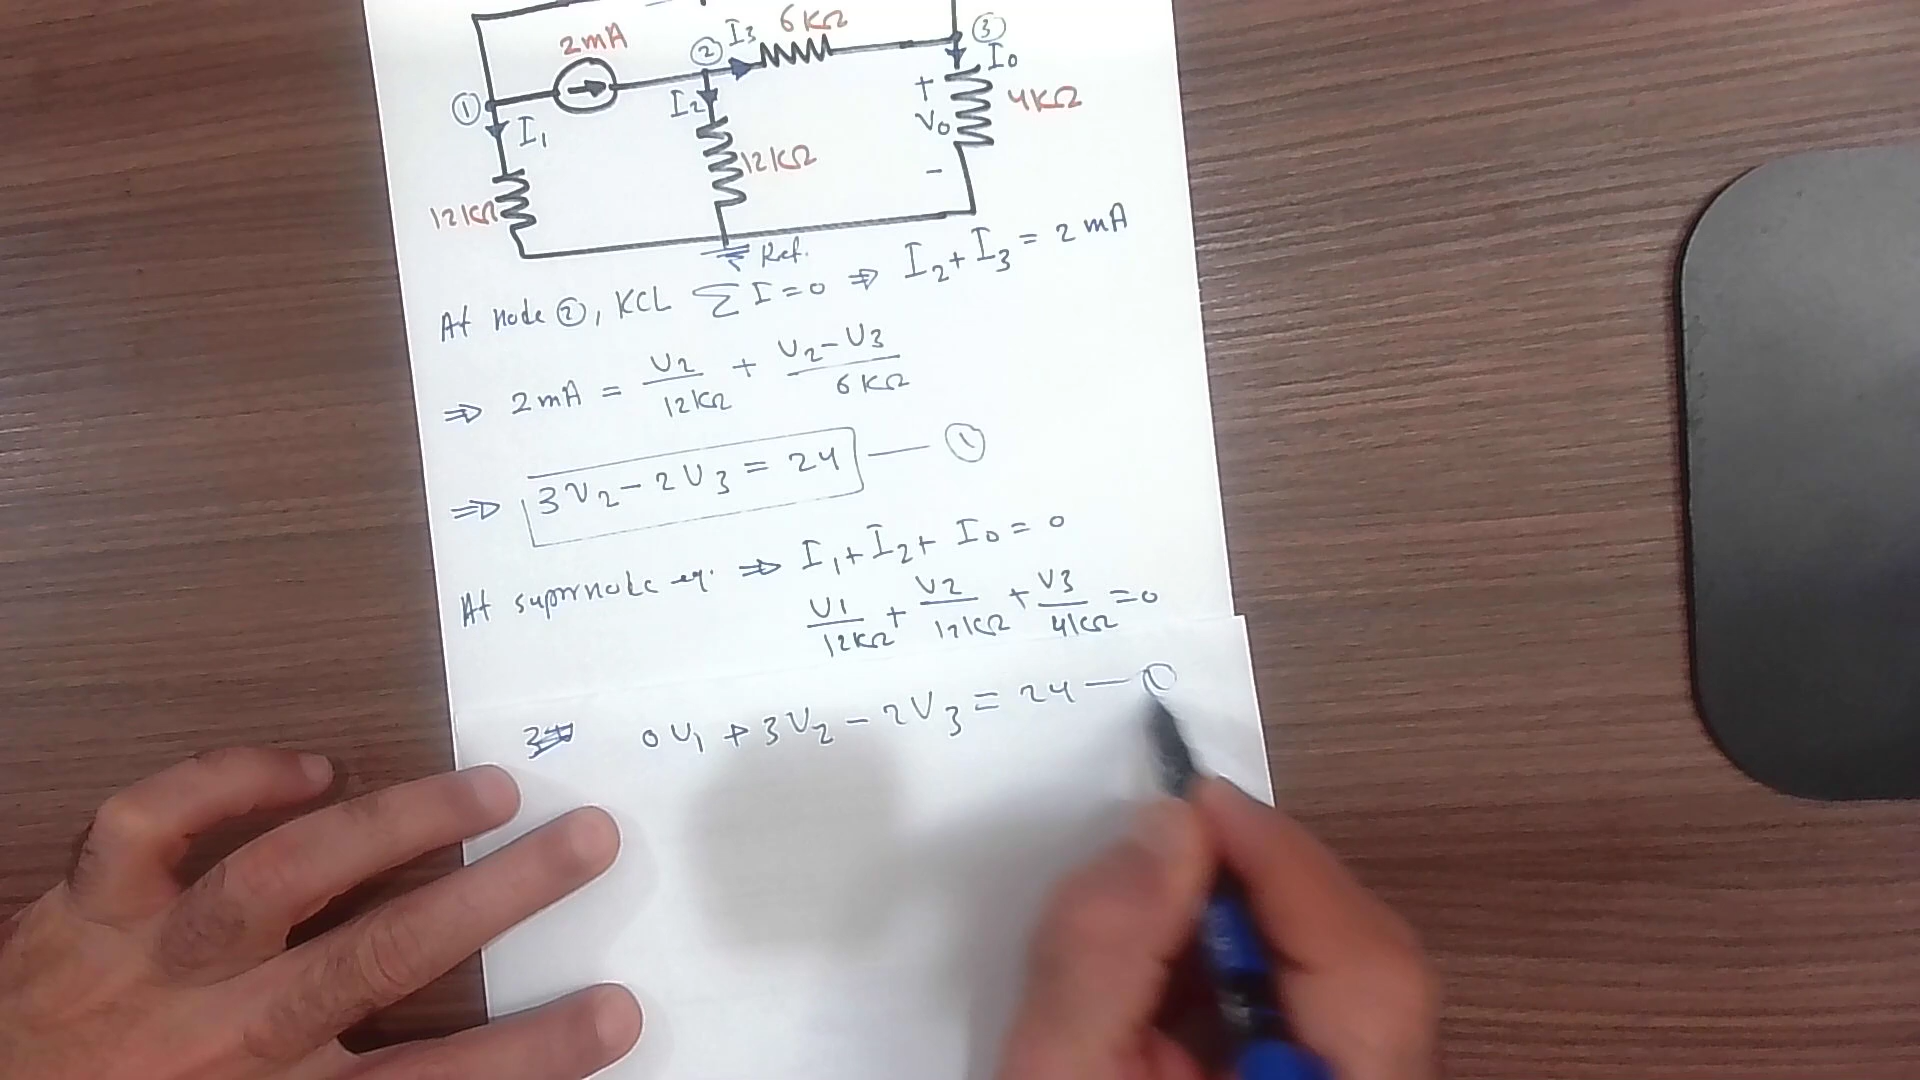 6KΩ
2mA ② I3 ③
① I2 I0
I1 + 4KΩ
V0
12KΩ -
12KΩ
Ref.
At node ②, KCL ΣI=0 ⇒ I2+I3 = 2 mA
⇒ 2mA = V2/12KΩ + V2-V3/6KΩ
⇒ 3V2-2V3 = 24 — ①
At supernode eq. ⇒ I1+I2+ I0 = 0
V1/12KΩ + V2/12KΩ + V3/4KΩ =0
0V1 + 3V2 - 2V3 = 24 — ①